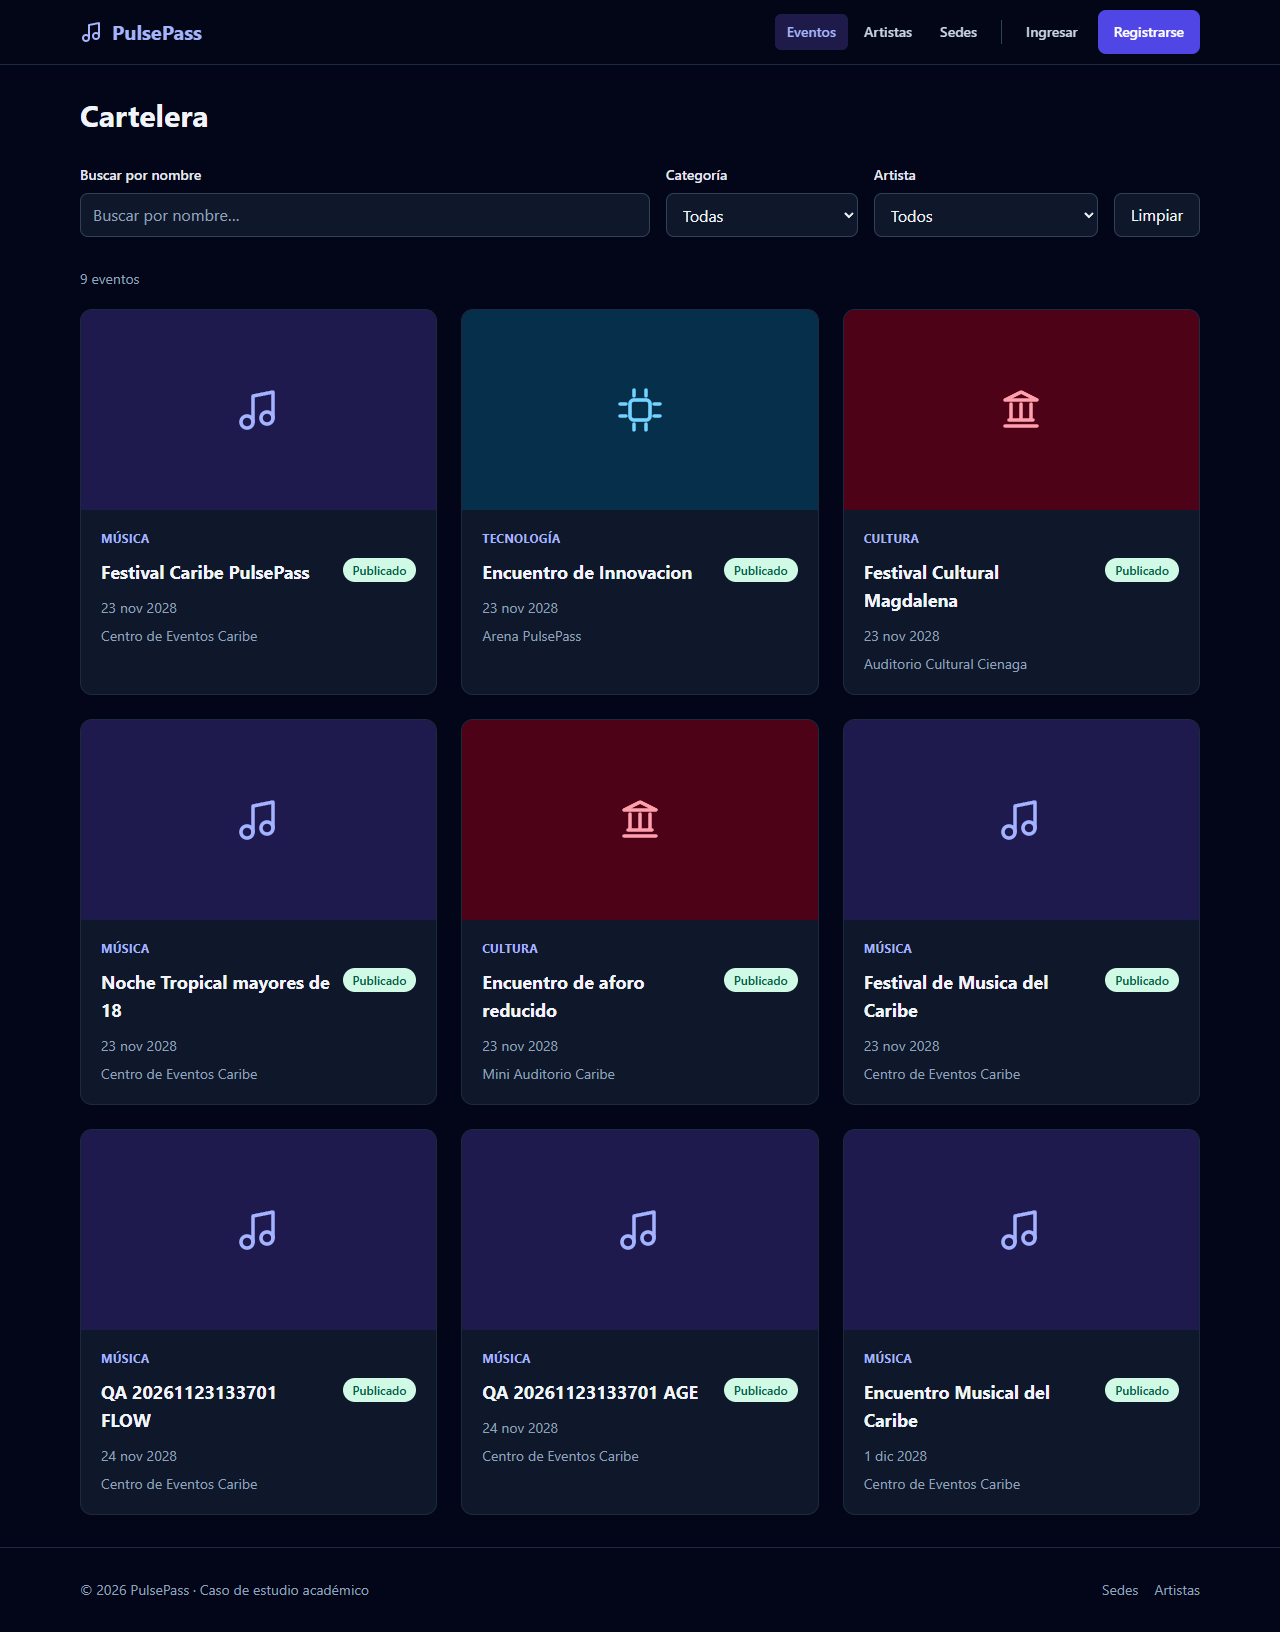 PulsePass
Eventos
Artistas
Sedes
Ingresar
Registrarse
Cartelera
Buscar por nombre
Categoría
Artista
Buscar por nombre...
Todas
Todos
Limpiar
9 eventos
MÚSICA
Festival Caribe PulsePass
Publicado
23 nov 2028
Centro de Eventos Caribe
TECNOLOGÍA
Encuentro de Innovacion
Publicado
23 nov 2028
Arena PulsePass
CULTURA
Festival Cultural
Magdalena
Publicado
23 nov 2028
Auditorio Cultural Cienaga
MÚSICA
Noche Tropical mayores de
18
Publicado
23 nov 2028
Centro de Eventos Caribe
CULTURA
Encuentro de aforo
reducido
Publicado
23 nov 2028
Mini Auditorio Caribe
MÚSICA
Festival de Musica del
Caribe
Publicado
23 nov 2028
Centro de Eventos Caribe
MÚSICA
QA 20261123133701
FLOW
Publicado
24 nov 2028
Centro de Eventos Caribe
MÚSICA
QA 20261123133701 AGE
Publicado
24 nov 2028
Centro de Eventos Caribe
MÚSICA
Encuentro Musical del
Caribe
Publicado
1 dic 2028
Centro de Eventos Caribe
© 2026 PulsePass · Caso de estudio académico
Sedes
Artistas